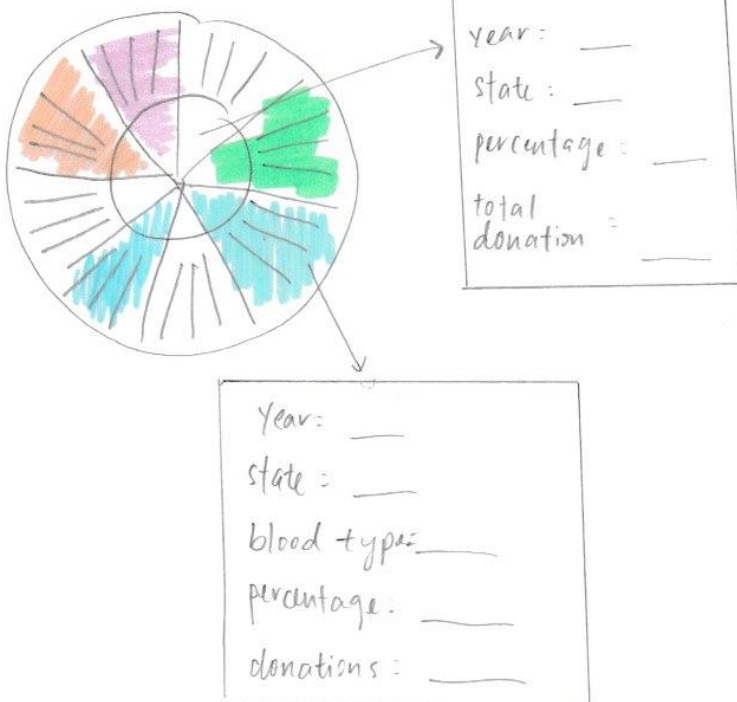 year: ___
state: ___
percentage: ___
total
donation : ___
Year: ___
state: ___
blood type: ___
percentage: ___
donations: ___